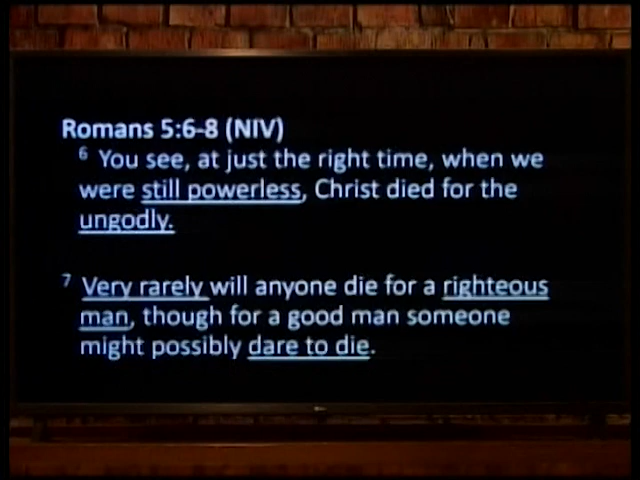 Romans 5:6-8 (NIV)
6 You see, at just the right time, when we
were still powerless, Christ died for the
ungodly.
7 Very rarely will anyone die for a righteous
man, though for a good man someone
might possibly dare to die.